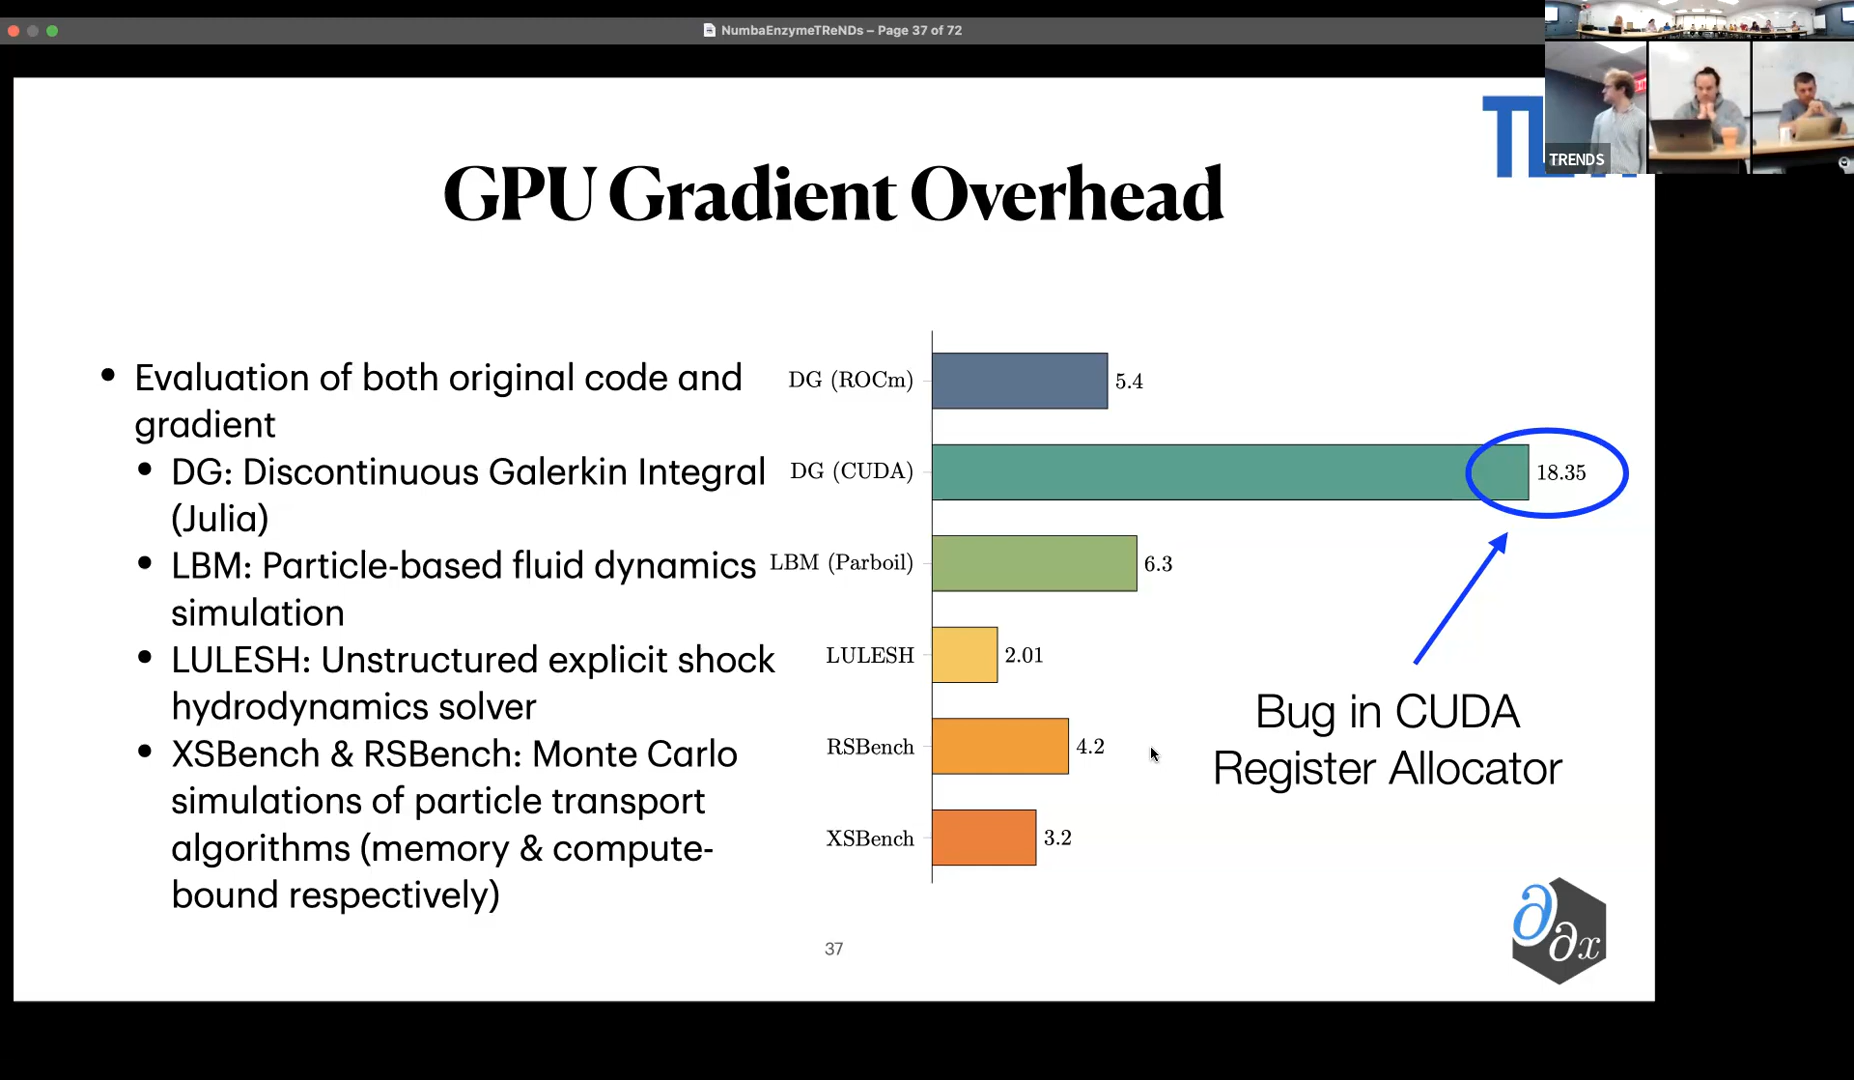 NumbaEnzymeTReNDs – Page 37 of 72
TRENDS
GPU Gradient Overhead
• Evaluation of both original code and
gradient
• DG: Discontinuous Galerkin Integral
(Julia)
• LBM: Particle-based fluid dynamics
simulation
• LULESH: Unstructured explicit shock
hydrodynamics solver
• XSBench & RSBench: Monte Carlo
simulations of particle transport
algorithms (memory & compute-
bound respectively)
DG (ROCm) 5.4
DG (CUDA) 18.35
LBM (Parboil) 6.3
LULESH 2.01
RSBench 4.2
XSBench 3.2
Bug in CUDA
Register Allocator
37
∂
∂x